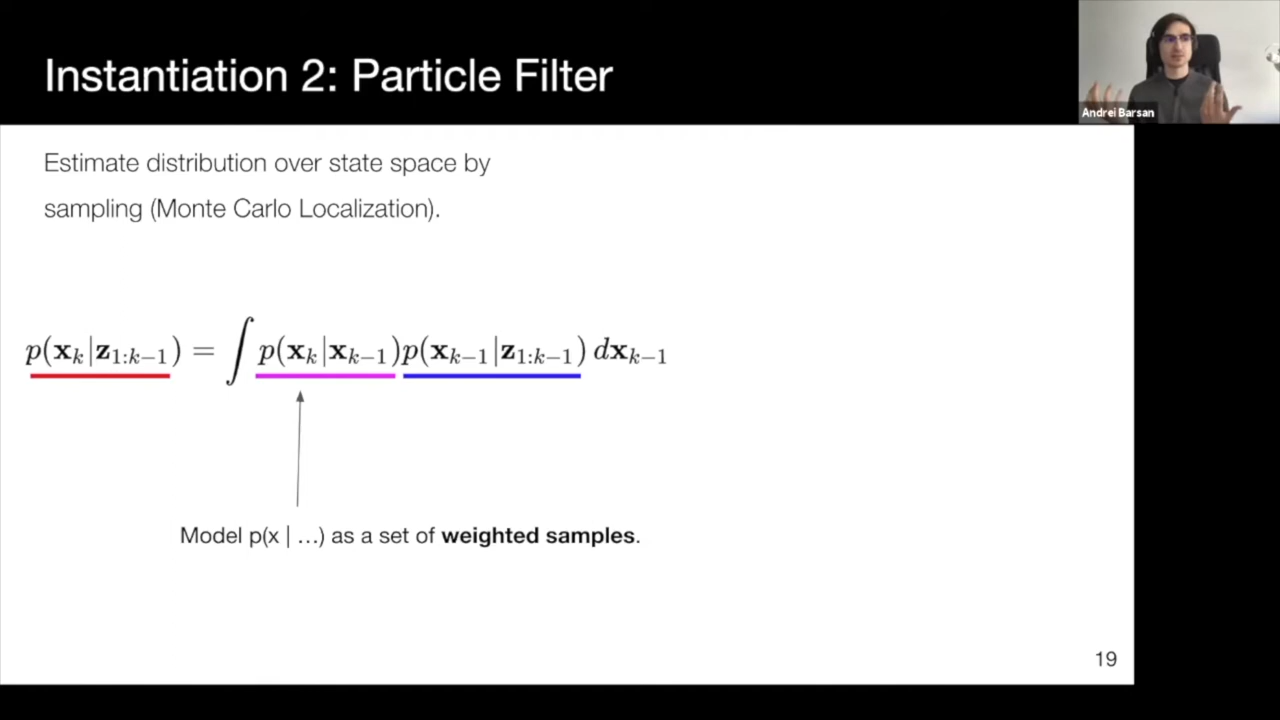 Instantiation 2: Particle Filter
Andrei Barsan
Estimate distribution over state space by
sampling (Monte Carlo Localization).
p(x_k|z_{1:k−1}) = ∫ p(x_k|x_{k−1})p(x_{k−1}|z_{1:k−1}) dx_{k−1}
Model p(x | …) as a set of weighted samples.
19